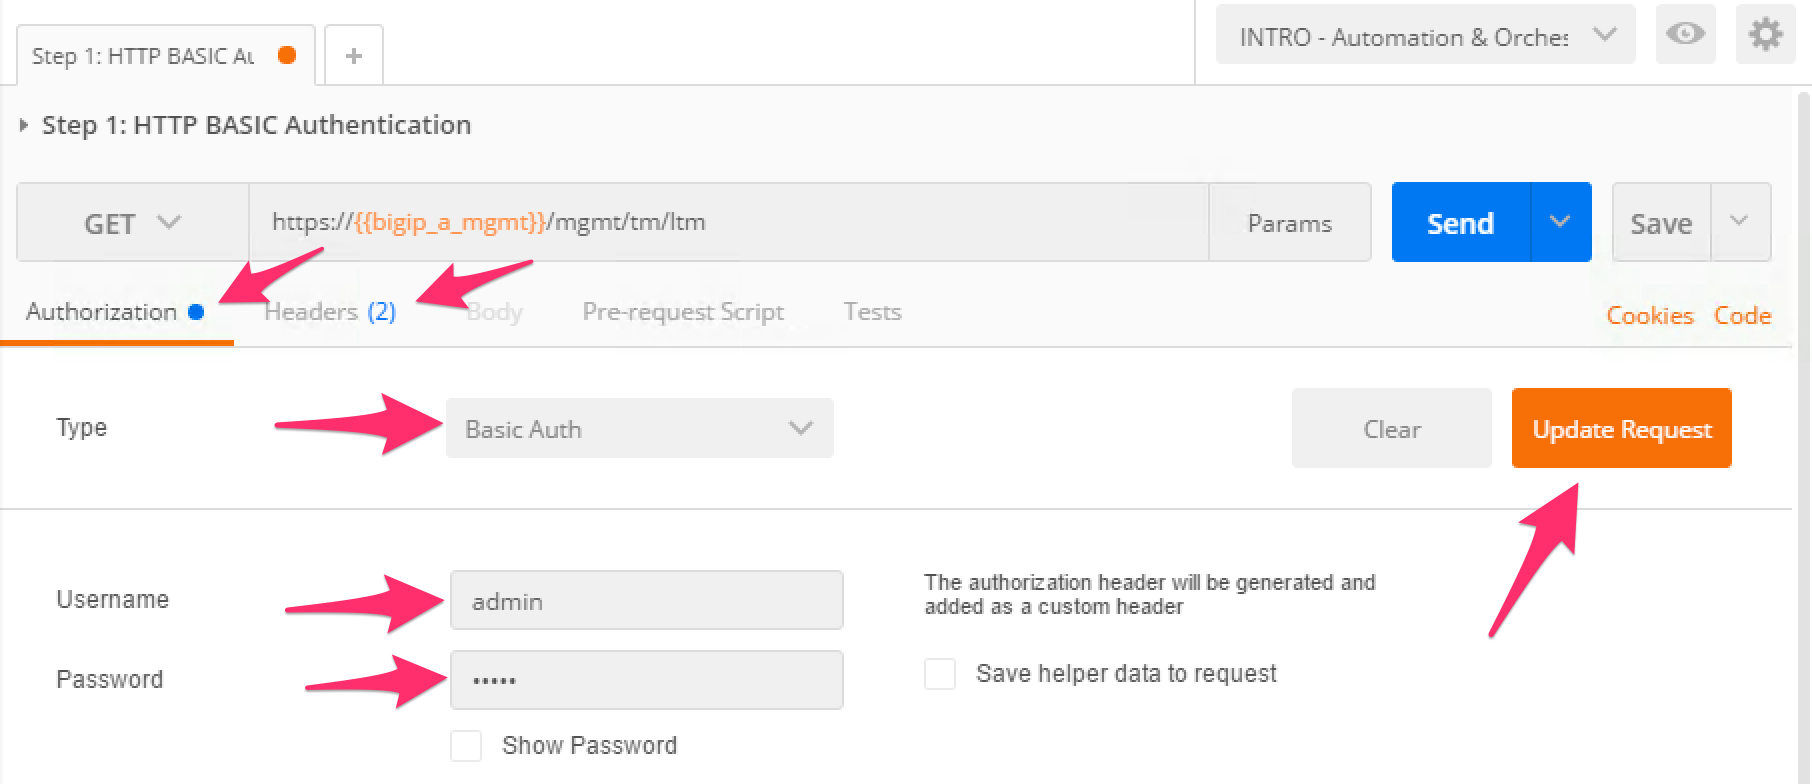 Step 1: HTTP BASIC Au
+
INTRO - Automation & Orches
Step 1: HTTP BASIC Authentication
GET
https://{{bigip_a_mgmt}}/mgmt/tm/ltm
Params
Send
Save
Authorization
Headers (2)
Body
Pre-request Script
Tests
Cookies
Code
Type
Basic Auth
Clear
Update Request
Username
admin
The authorization header will be generated and
added as a custom header
Password
•••••
Save helper data to request
Show Password